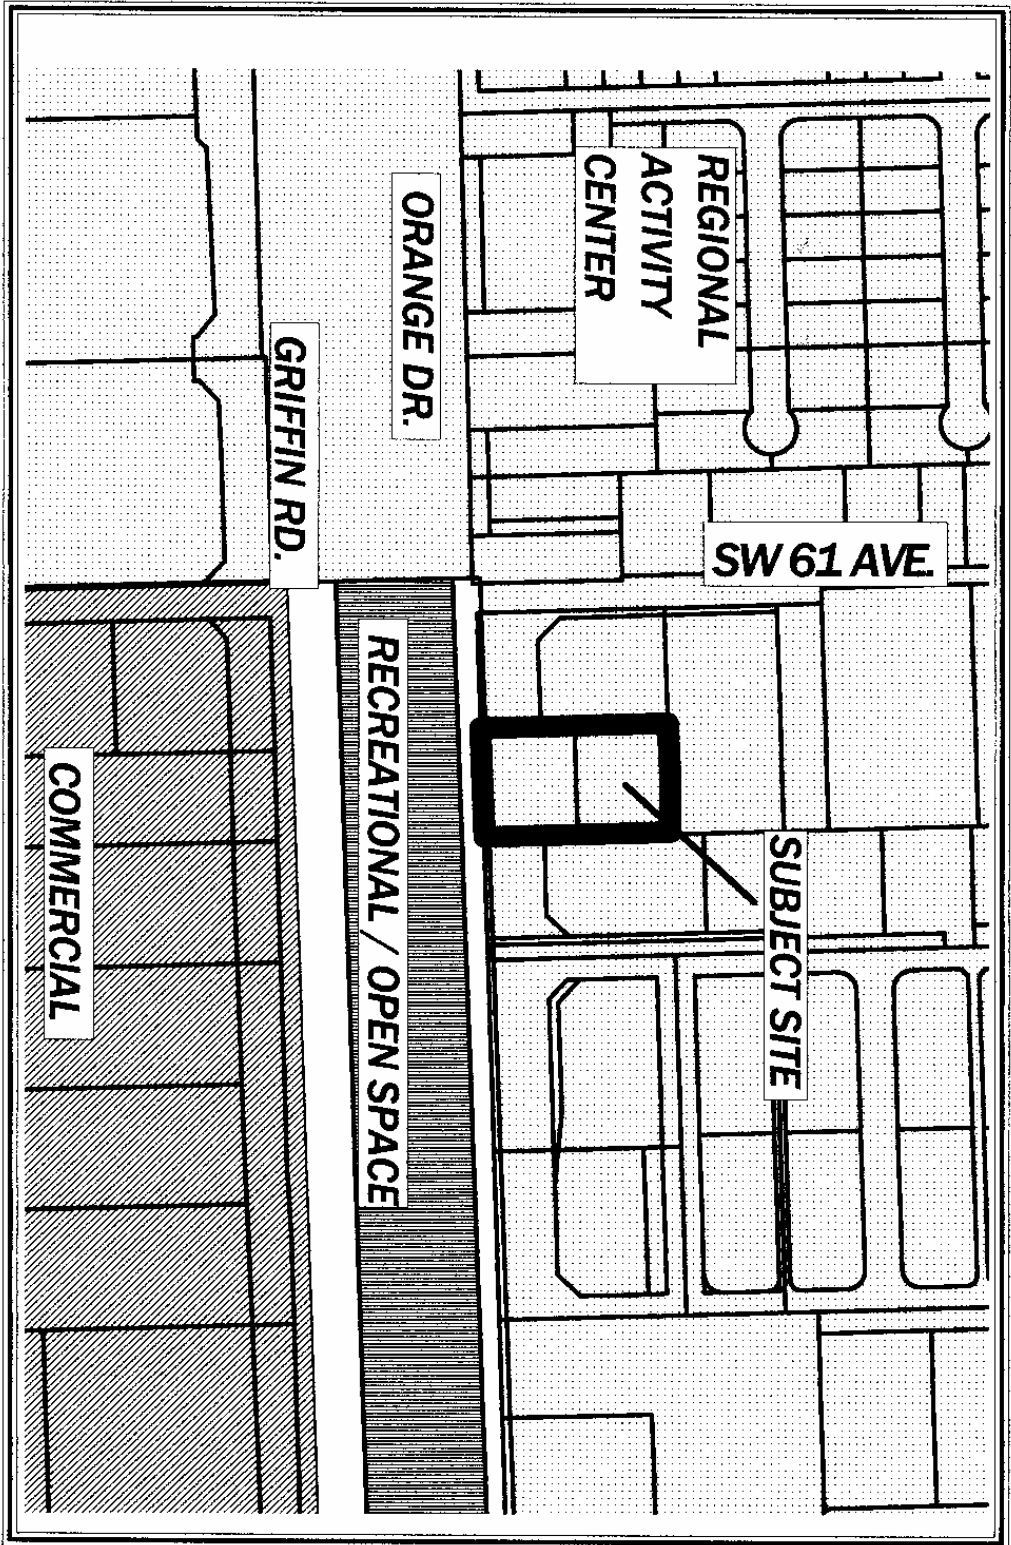 REGIONAL
ACTIVITY
CENTER
SW 61 AVE.
SUBJECT SITE
ORANGE DR.
RECREATIONAL / OPEN SPACE
GRIFFIN RD.
COMMERCIAL